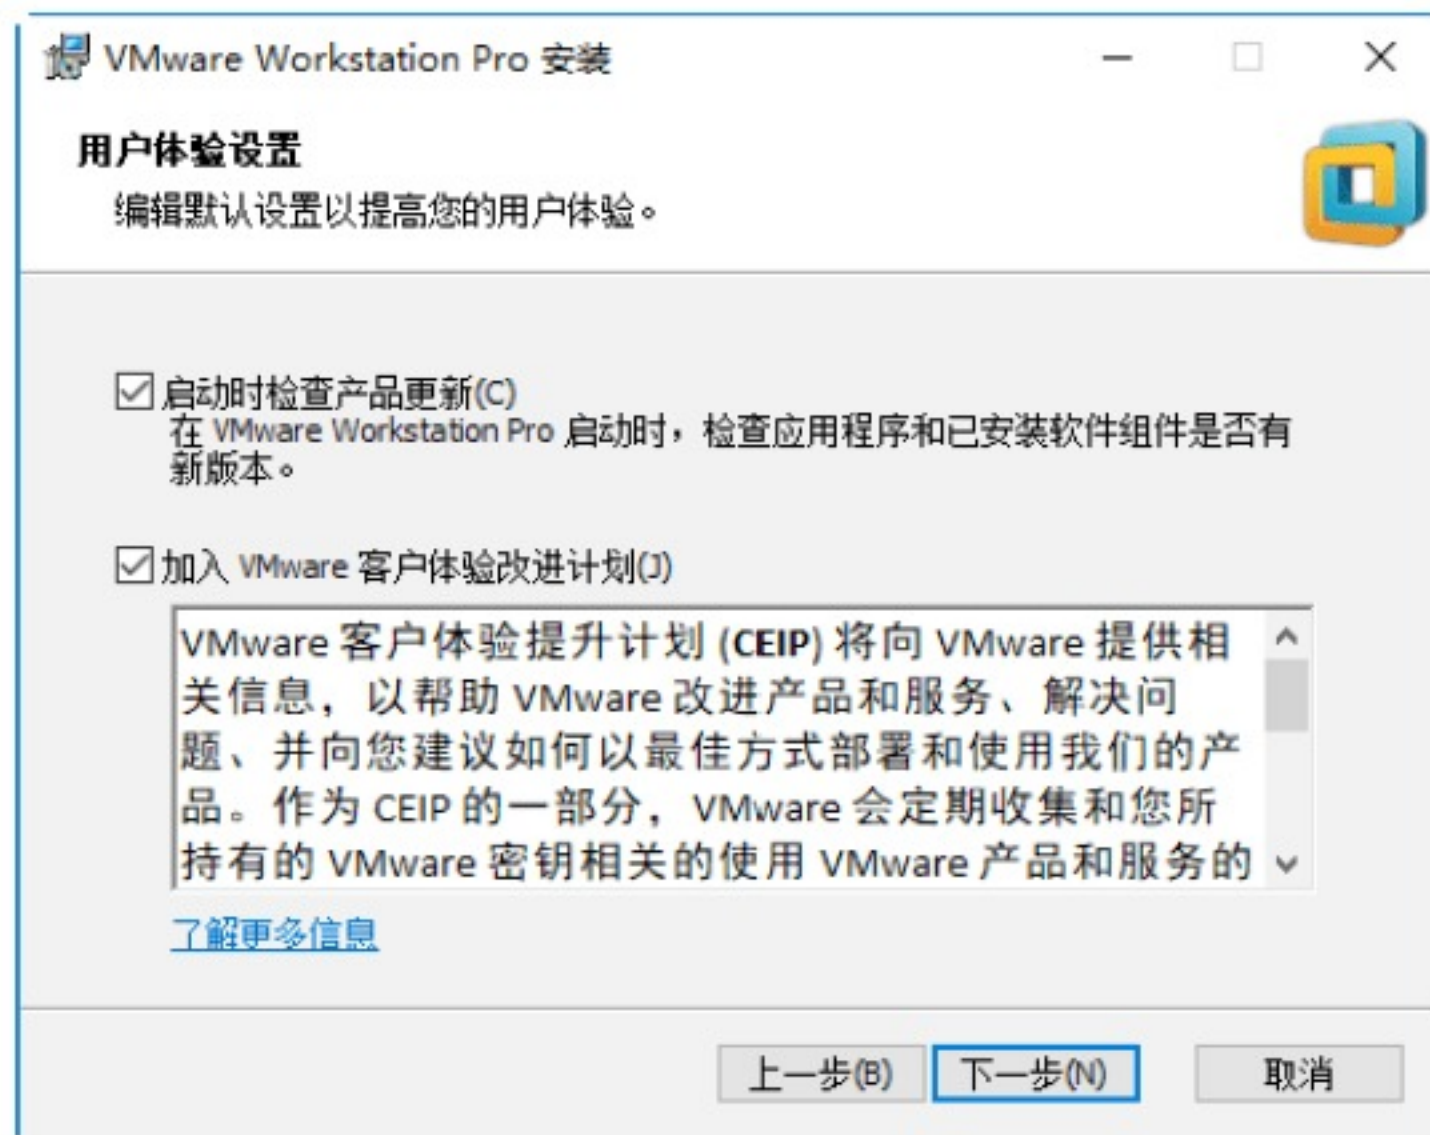 VMware Workstation Pro 安装
用户体验设置
编辑默认设置以提高您的用户体验。
启动时检查产品更新(C)
在 VMware Workstation Pro 启动时，检查应用程序和已安装软件组件是否有
新版本。
加入 VMware 客户体验改进计划(J)
VMware 客户体验提升计划 (CEIP) 将向 VMware 提供相
关信息，以帮助 VMware 改进产品和服务、解决问
题、并向您建议如何以最佳方式部署和使用我们的产
品。作为 CEIP 的一部分，VMware 会定期收集和您所
持有的 VMware 密钥相关的使用 VMware 产品和服务的
了解更多信息
上一步(B) 下一步(N) 取消